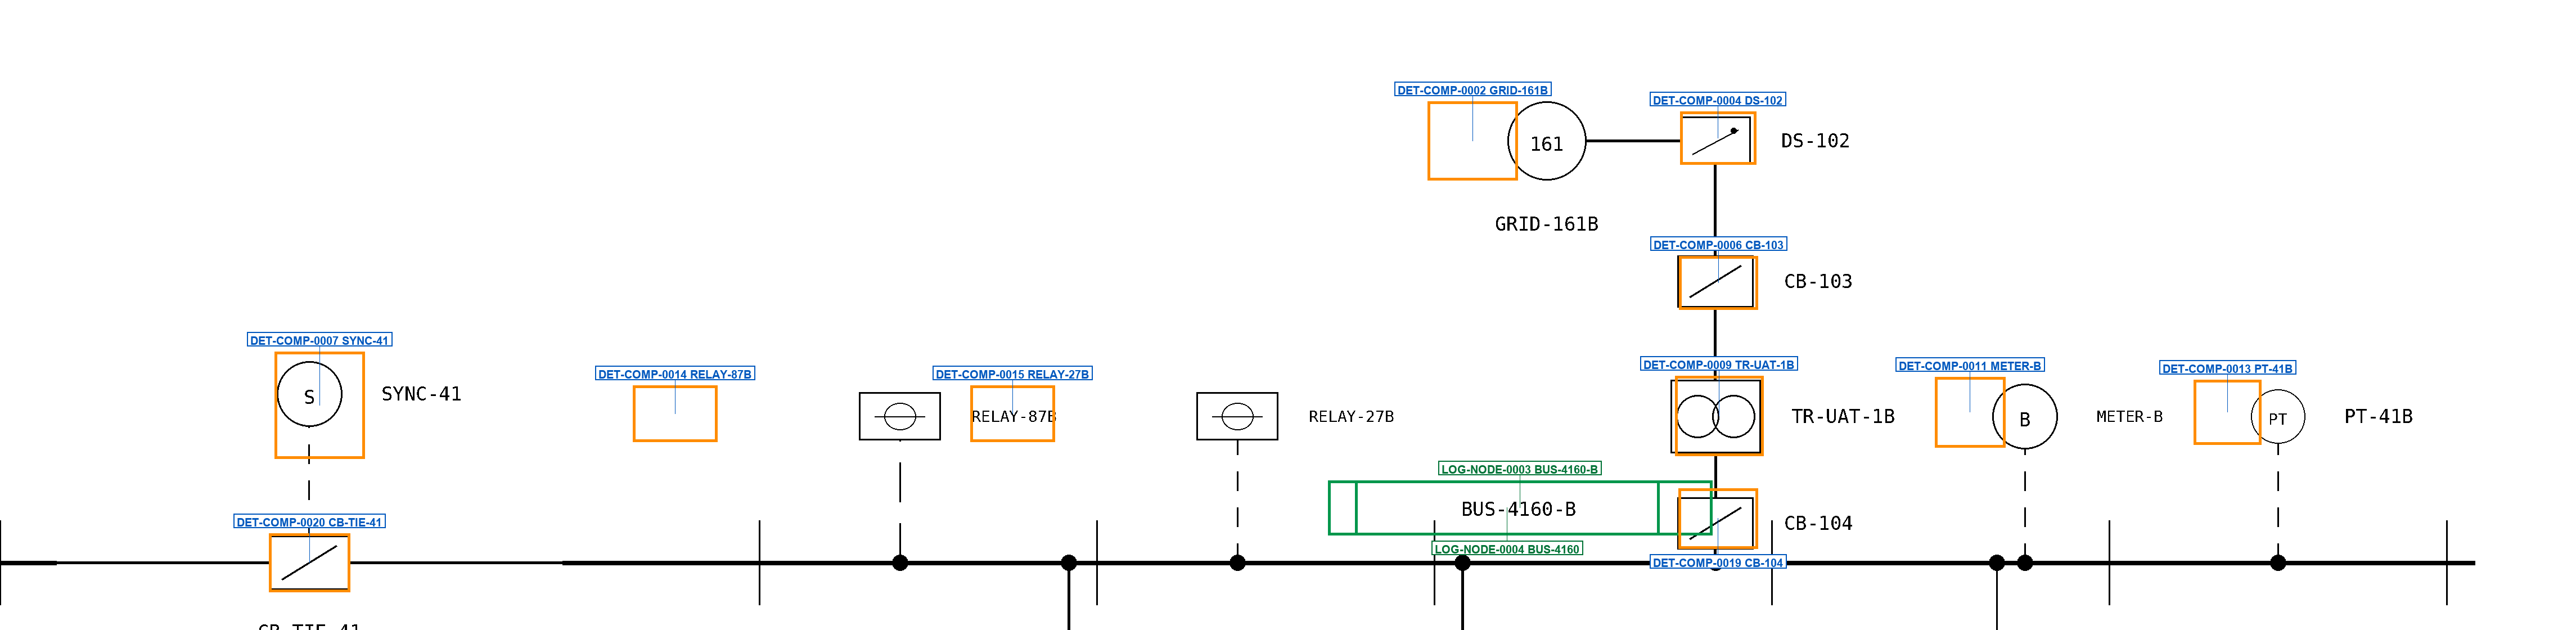 DET-COMP-0002 GRID-161B
DET-COMP-0004 DS-102
161
DS-102
GRID-161B
DET-COMP-0006 CB-103
CB-103
DET-COMP-0007 SYNC-41
S
SYNC-41
DET-COMP-0014 RELAY-87B
DET-COMP-0015 RELAY-27B
RELAY-87B
RELAY-27B
DET-COMP-0009 TR-UAT-1B
TR-UAT-1B
DET-COMP-0011 METER-B
B
METER-B
DET-COMP-0013 PT-41B
PT
PT-41B
LOG-NODE-0003 BUS-4160-B
BUS-4160-B
LOG-NODE-0004 BUS-4160
CB-104
DET-COMP-0019 CB-104
DET-COMP-0020 CB-TIE-41
CB-TIE-41